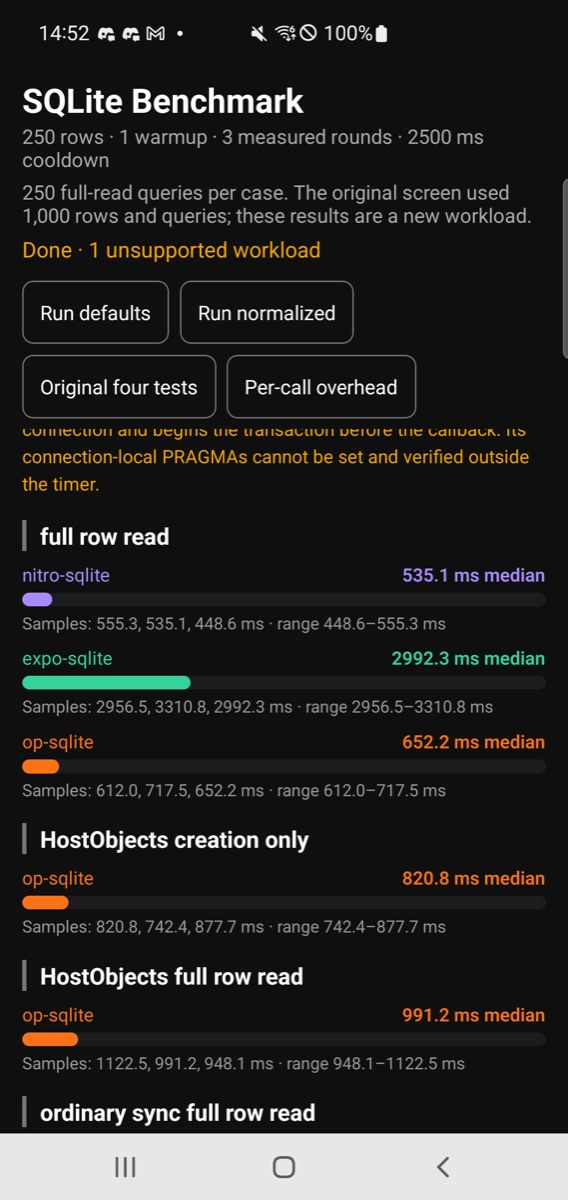 14:52 100%
SQLite Benchmark
250 rows · 1 warmup · 3 measured rounds · 2500 ms
cooldown
250 full-read queries per case. The original screen used
1,000 rows and queries; these results are a new workload.
Done · 1 unsupported workload
Run defaults Run normalized
Original four tests Per-call overhead
connection and begins the transaction before the callback. Its
connection-local PRAGMAs cannot be set and verified outside
the timer.
full row read
nitro-sqlite 535.1 ms median
Samples: 555.3, 535.1, 448.6 ms · range 448.6–555.3 ms
expo-sqlite 2992.3 ms median
Samples: 2956.5, 3310.8, 2992.3 ms · range 2956.5–3310.8 ms
op-sqlite 652.2 ms median
Samples: 612.0, 717.5, 652.2 ms · range 612.0–717.5 ms
HostObjects creation only
op-sqlite 820.8 ms median
Samples: 820.8, 742.4, 877.7 ms · range 742.4–877.7 ms
HostObjects full row read
op-sqlite 991.2 ms median
Samples: 1122.5, 991.2, 948.1 ms · range 948.1–1122.5 ms
ordinary sync full row read